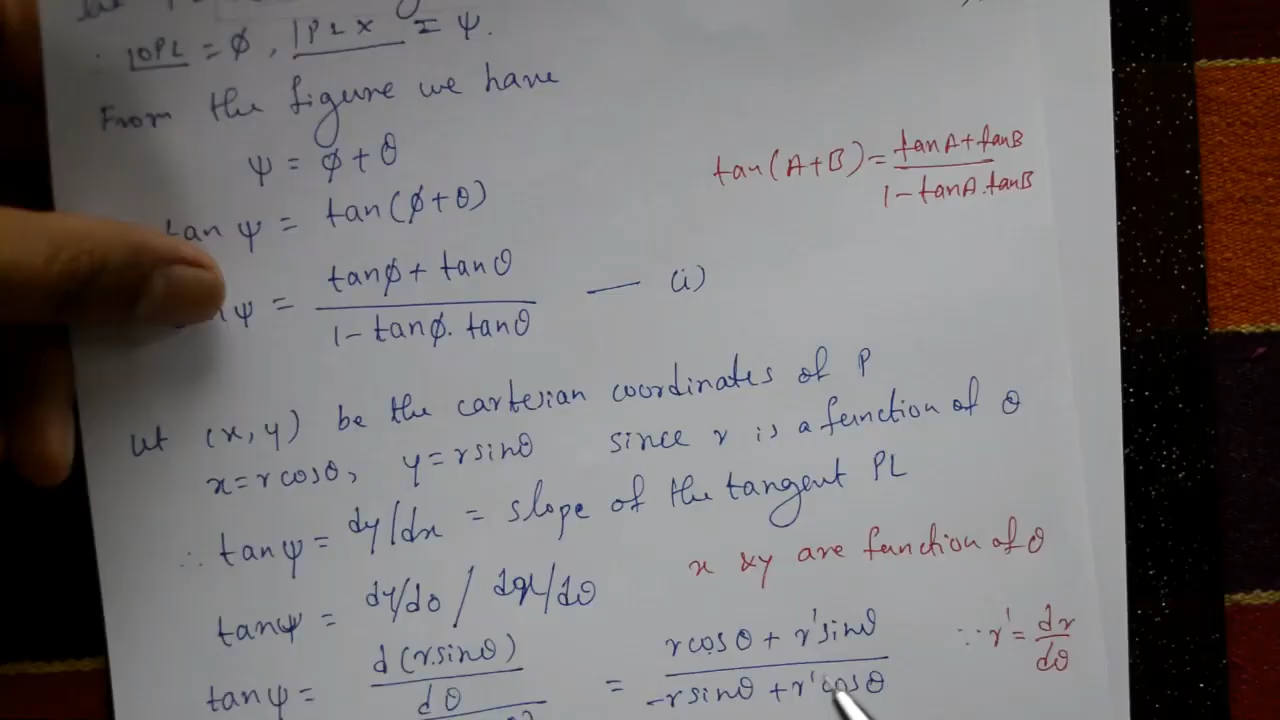 ∴ ∠OPL = φ, ∠PLX = ψ.
From the figure we have
ψ = φ + θ
tan ψ = tan(φ+θ)
tan(A+B) = (tanA + tanB) / (1 - tanA.tanB)
ψ = (tanφ + tanθ) / (1 - tanφ. tanθ) — (i)
let (x, y) be the cartesian coordinates of P
x = r cosθ, y = r sinθ since r is a function of θ
∴ tanψ = dy/dx = slope of the tangent PL
x & y are function of θ
tanψ = dy/dθ / dx/dθ
tanψ = d(r.sinθ) / dθ = (r cosθ + r' sinθ) / (-r sinθ + r' cosθ) ∵ r' = dr/dθ